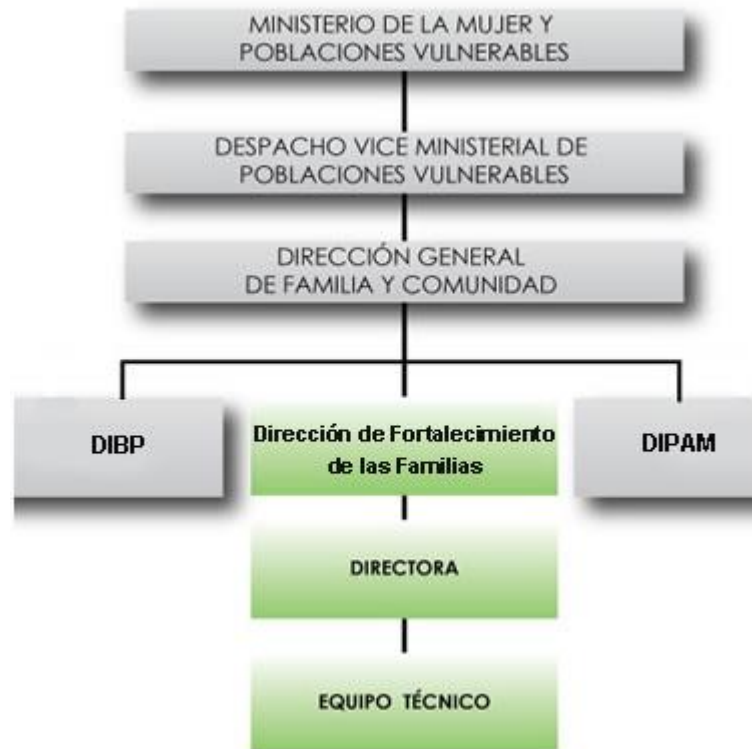 MINISTERIO DE LA MUJER Y
POBLACIONES VULNERABLES
DESPACHO VICE MINISTERIAL DE
POBLACIONES VULNERABLES
DIRECCIÓN GENERAL
DE FAMILIA Y COMUNIDAD
DIBP
Dirección de Fortalecimiento
de las Familias
DIPAM
DIRECTORA
EQUIPO TÉCNICO